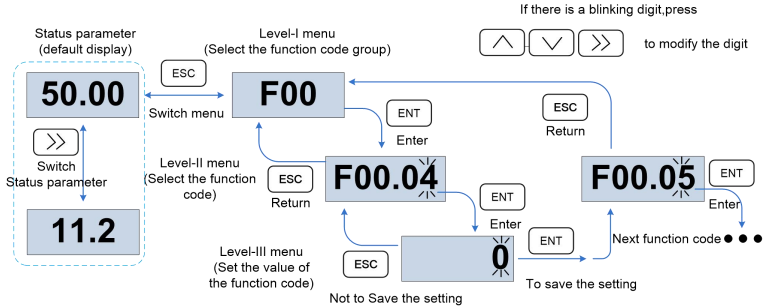 If there is a blinking digit,press
to modify the digit
Status parameter
(default display)
50.00
Switch
Status parameter
11.2
ESC
Switch menu
Level-I menu
(Select the function code group)
F00
ENT
Enter
Level-II menu
(Select the function
code)
ESC
Return
F00.04
ENT
Enter
Level-III menu
(Set the value of
the function code)
ESC
Not to Save the setting
0
ENT
To save the setting
ESC
Return
F00.05
ENT
Enter
Next function code